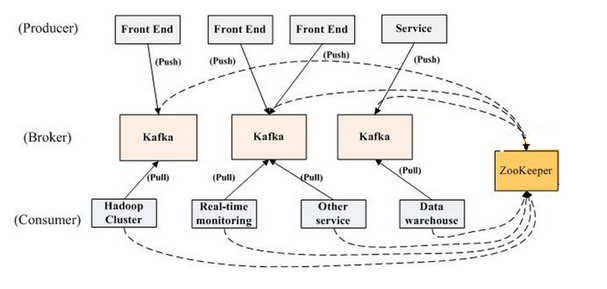 (Producer)
Front End
Front End
Front End
Service
(Push)
(Push)
(Push)
(Push)
(Broker)
Kafka
Kafka
Kafka
ZooKeeper
(Pull)
(Pull)
(Pull)
(Pull)
(Consumer)
Hadoop
Cluster
Real-time
monitoring
Other
service
Data
warehouse